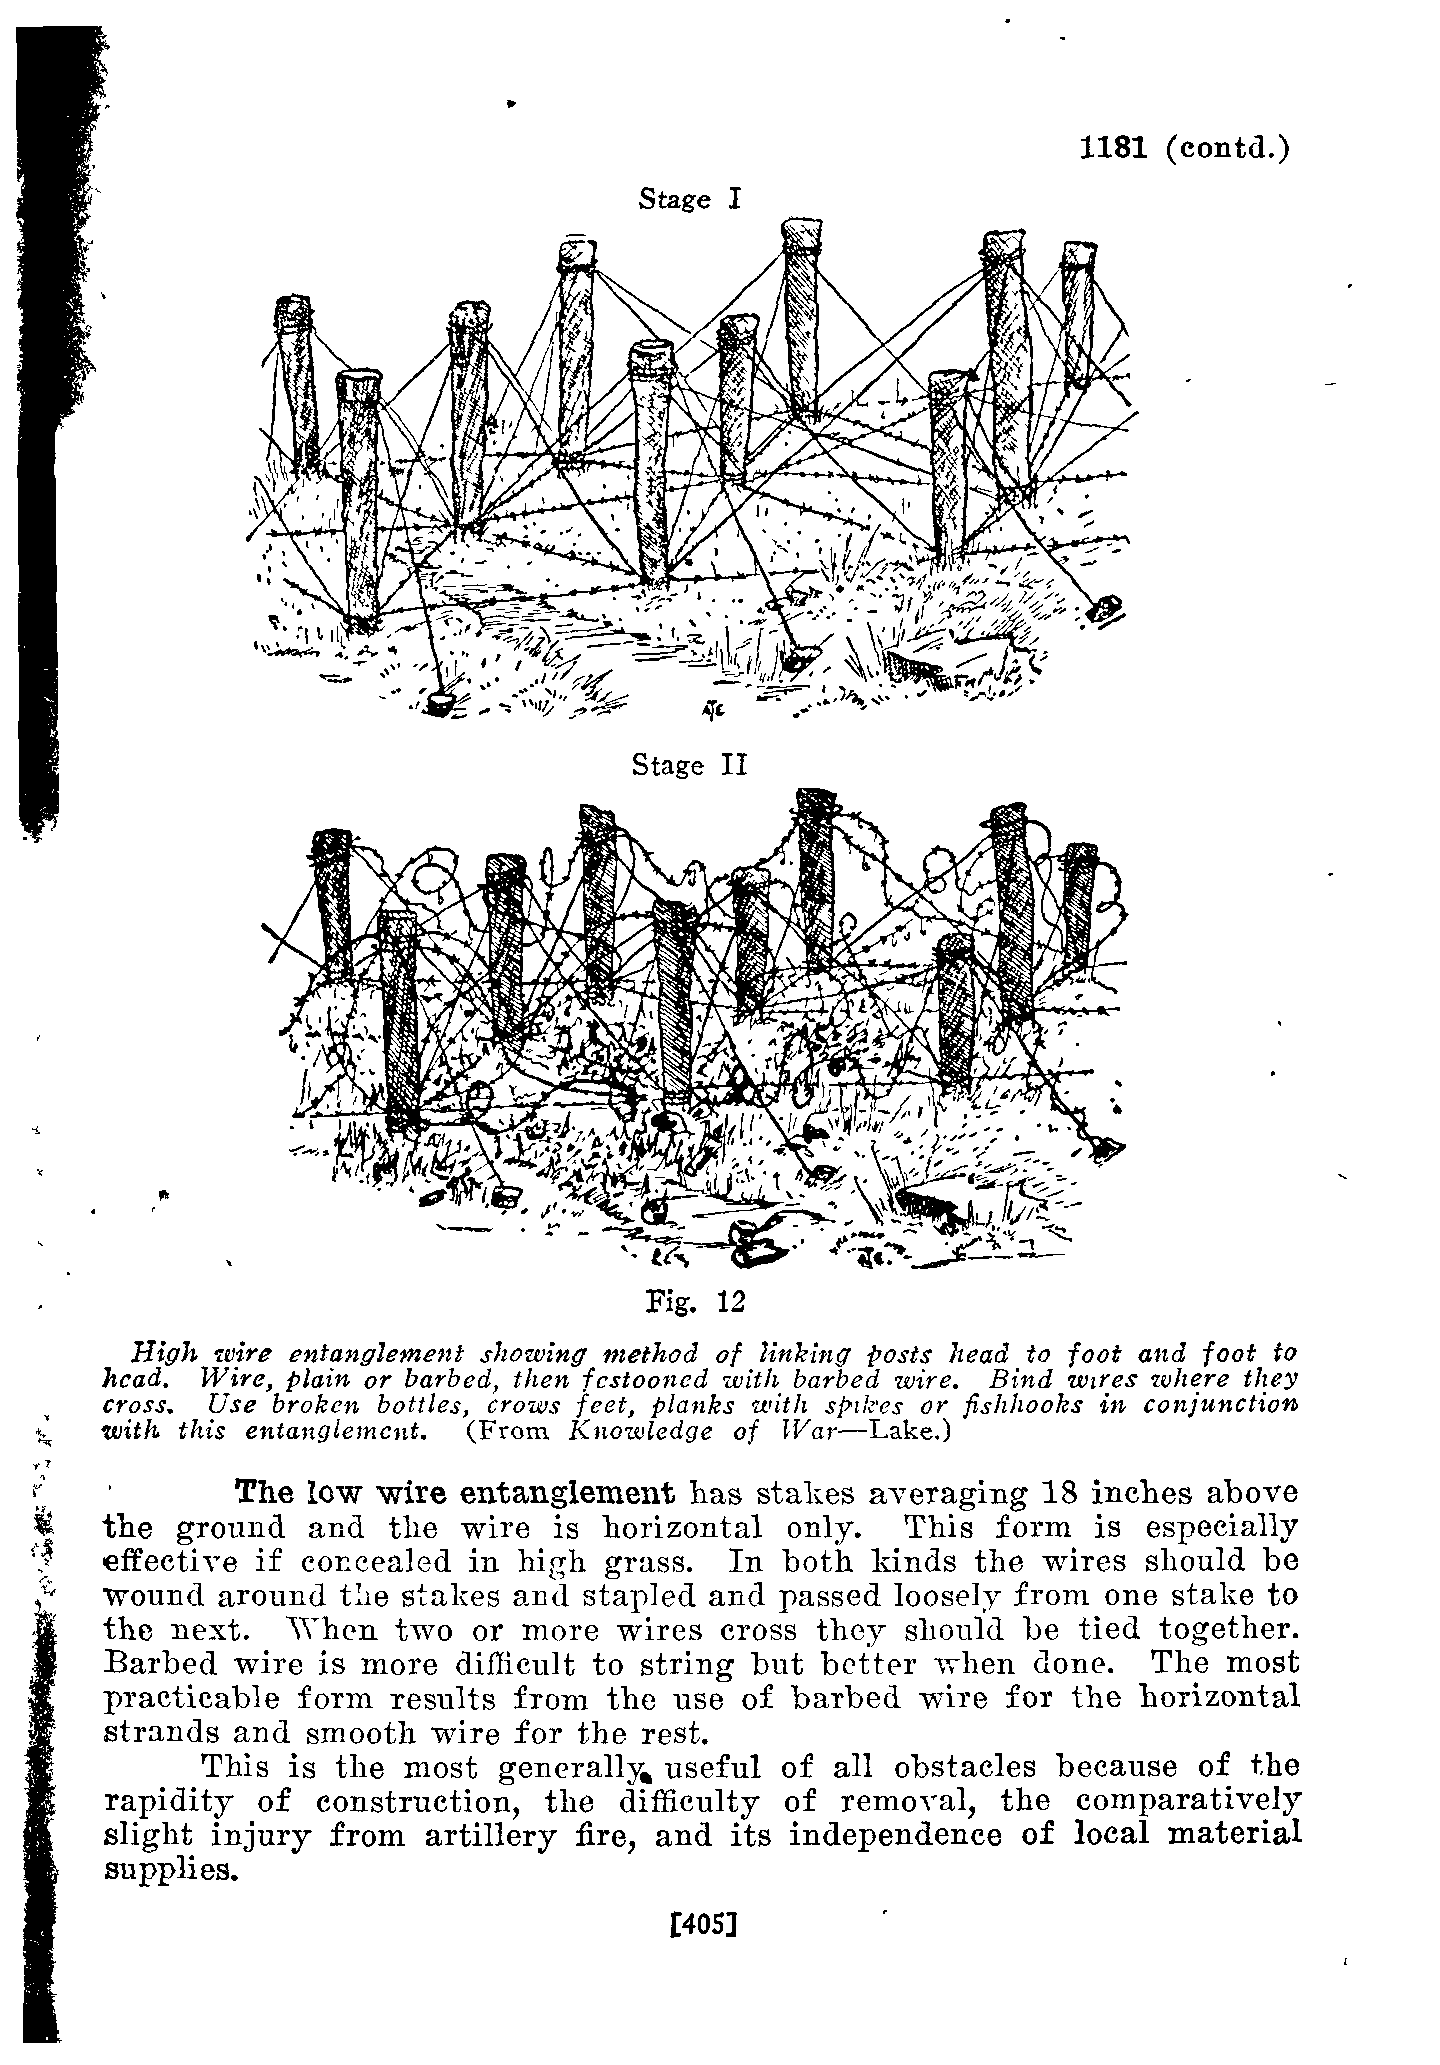 1181 (contd.)
Stage I
AJE
Stage II
AJE.
Fig. 12
High wire entanglement showing method of linking posts head to foot and foot to
head. Wire, plain or barbed, then festooned with barbed wire. Bind wires where they
cross. Use broken bottles, crows feet, planks with spikes or fishhooks in conjunction
with this entanglement. (From Knowledge of War—Lake.)
The low wire entanglement has stakes averaging 18 inches above
the ground and the wire is horizontal only. This form is especially
effective if concealed in high grass. In both kinds the wires should be
wound around the stakes and stapled and passed loosely from one stake to
the next. When two or more wires cross they should be tied together.
Barbed wire is more difficult to string but better when done. The most
practicable form results from the use of barbed wire for the horizontal
strands and smooth wire for the rest.
This is the most generally useful of all obstacles because of the
rapidity of construction, the difficulty of removal, the comparatively
slight injury from artillery fire, and its independence of local material
supplies.
[405]